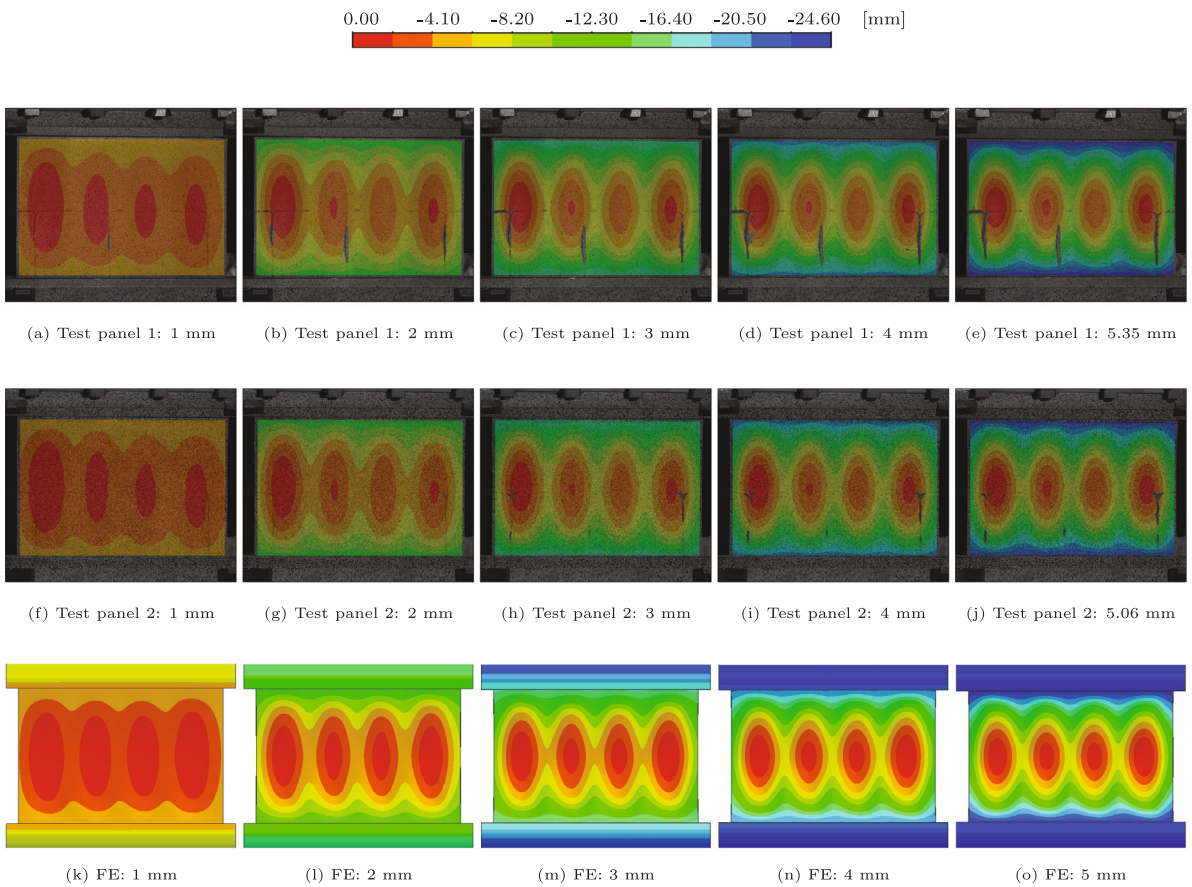 0.00 -4.10 -8.20 -12.30 -16.40 -20.50 -24.60 [mm]
(a) Test panel 1: 1 mm (b) Test panel 1: 2 mm (c) Test panel 1: 3 mm (d) Test panel 1: 4 mm (e) Test panel 1: 5.35 mm
(f) Test panel 2: 1 mm (g) Test panel 2: 2 mm (h) Test panel 2: 3 mm (i) Test panel 2: 4 mm (j) Test panel 2: 5.06 mm
(k) FE: 1 mm (l) FE: 2 mm (m) FE: 3 mm (n) FE: 4 mm (o) FE: 5 mm